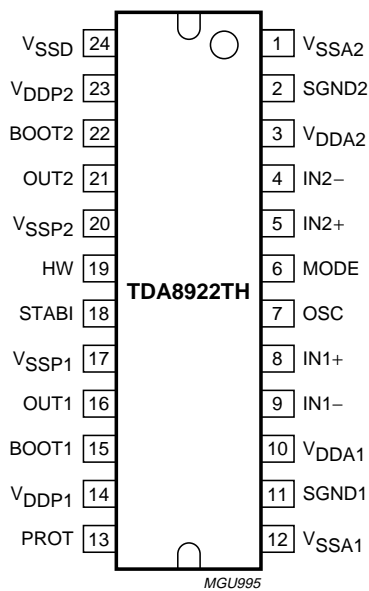 VSSD 24 1 VSSA2
VDDP2 23 2 SGND2
BOOT2 22 3 VDDA2
OUT2 21 4 IN2−
VSSP2 20 5 IN2+
HW 19 6 MODE
TDA8922TH
STABI 18 7 OSC
VSSP1 17 8 IN1+
OUT1 16 9 IN1−
BOOT1 15 10 VDDA1
VDDP1 14 11 SGND1
PROT 13 12 VSSA1
MGU995